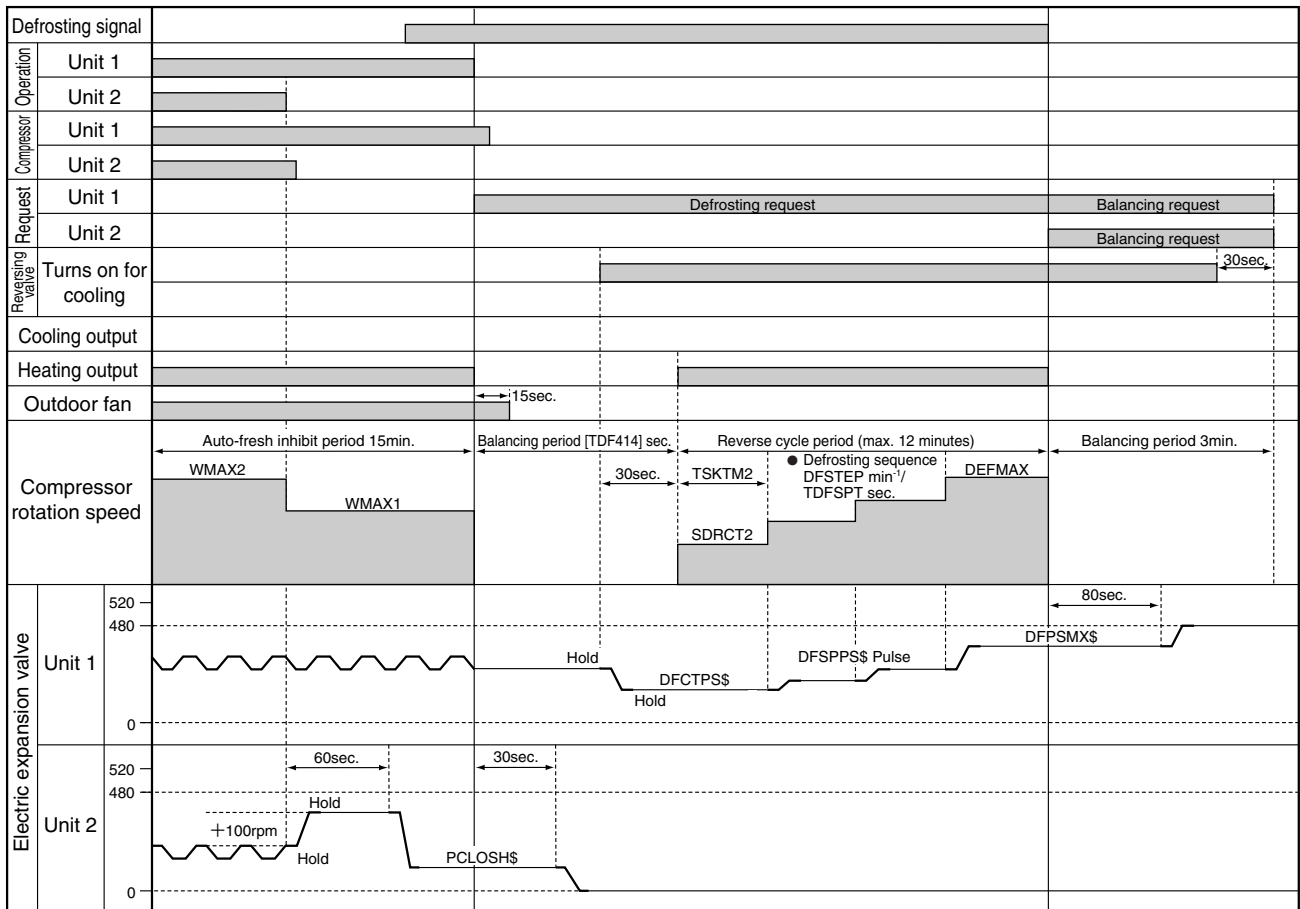 Defrosting signal
Operation
Unit 1
Unit 2
Compressor
Unit 1
Unit 2
Request
Unit 1
Defrosting request
Balancing request
Unit 2
Balancing request
Reversing
valve
Turns on for
cooling
30sec.
Cooling output
Heating output
Outdoor fan
15sec.
Compressor
rotation speed
Auto-fresh inhibit period 15min.
Balancing period [TDF414] sec.
Reverse cycle period (max. 12 minutes)
Balancing period 3min.
WMAX2
WMAX1
30sec.
TSKTM2
● Defrosting sequence
DFSTEP min⁻¹/
TDFSPT sec.
DEFMAX
SDRCT2
Electric expansion valve
Unit 1
520
480
0
Hold
DFCTPS$
Hold
DFSPPS$ Pulse
DFPSMX$
80sec.
Unit 2
520
480
0
60sec.
30sec.
Hold
+100rpm
Hold
PCLOSH$